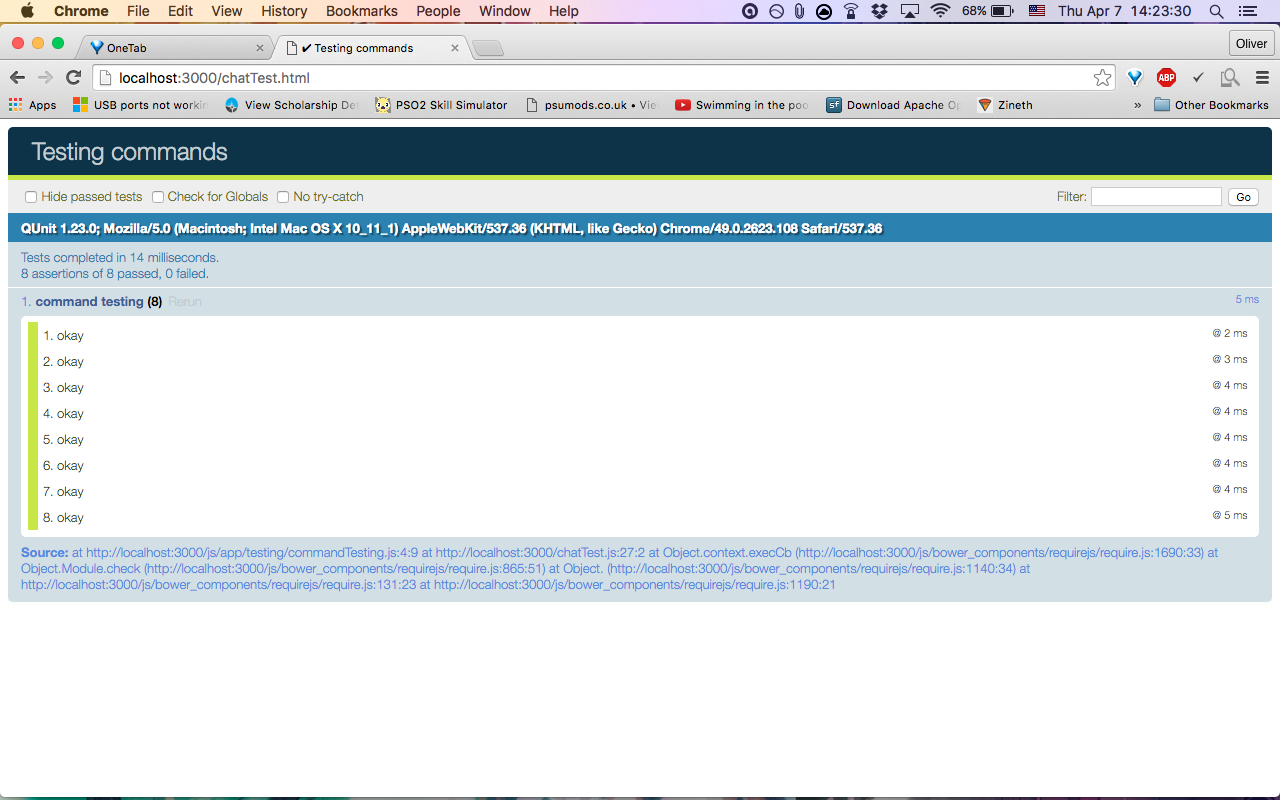 Chrome File Edit View History Bookmarks People Window Help 68% Thu Apr 7 14:23:30
OneTab ✔ Testing commands Oliver
localhost:3000/chatTest.html ABP
Apps USB ports not workin View Scholarship Det PSO2 Skill Simulator psumods.co.uk • Vie Swimming in the poo sf Download Apache Op Zineth » Other Bookmarks
Testing commands
Hide passed tests Check for Globals No try-catch Filter: Go
QUnit 1.23.0; Mozilla/5.0 (Macintosh; Intel Mac OS X 10_11_1) AppleWebKit/537.36 (KHTML, like Gecko) Chrome/49.0.2623.108 Safari/537.36
Tests completed in 14 milliseconds.
8 assertions of 8 passed, 0 failed.
1. command testing (8) Rerun 5 ms
1. okay @ 2 ms
2. okay @ 3 ms
3. okay @ 4 ms
4. okay @ 4 ms
5. okay @ 4 ms
6. okay @ 4 ms
7. okay @ 4 ms
8. okay @ 5 ms
Source: at http://localhost:3000/js/app/testing/commandTesting.js:4:9 at http://localhost:3000/chatTest.js:27:2 at Object.context.execCb (http://localhost:3000/js/bower_components/requirejs/require.js:1690:33) at
Object.Module.check (http://localhost:3000/js/bower_components/requirejs/require.js:865:51) at Object. (http://localhost:3000/js/bower_components/requirejs/require.js:1140:34) at
http://localhost:3000/js/bower_components/requirejs/require.js:131:23 at http://localhost:3000/js/bower_components/requirejs/require.js:1190:21